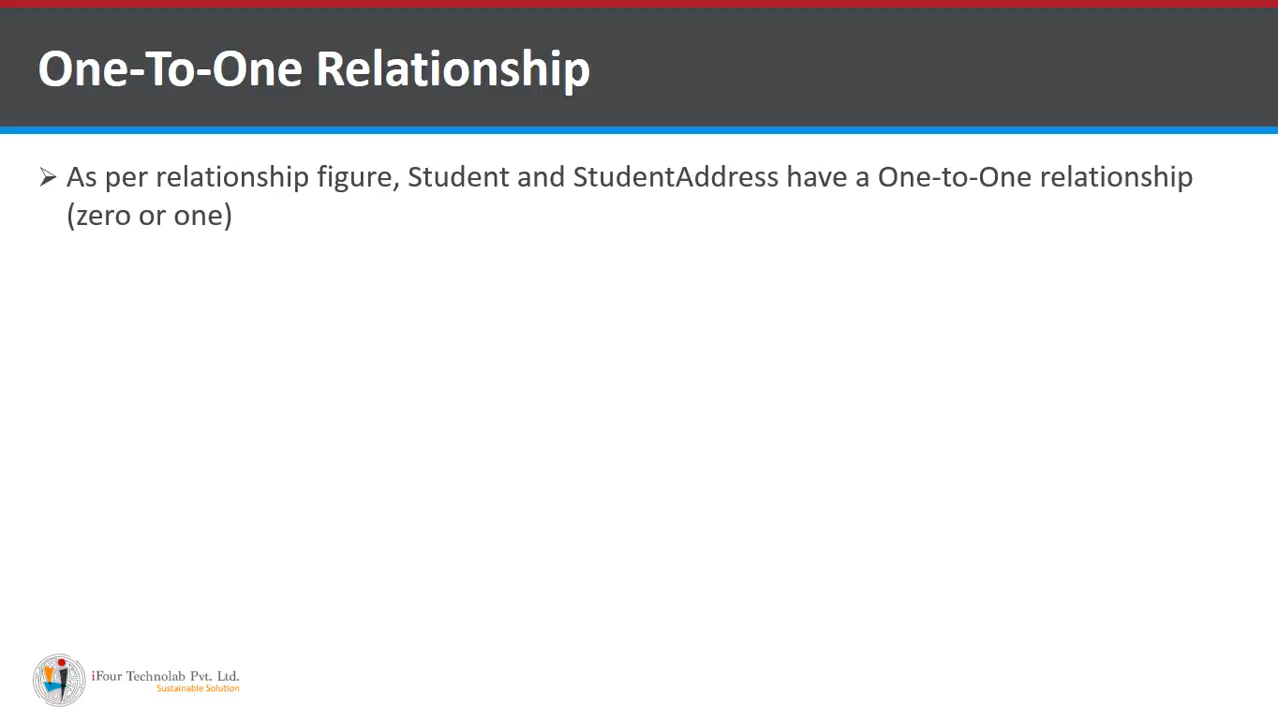 One-To-One Relationship
As per relationship figure, Student and StudentAddress have a One-to-One relationship
(zero or one)
iFour Technolab Pvt. Ltd.
Sustainable Solution